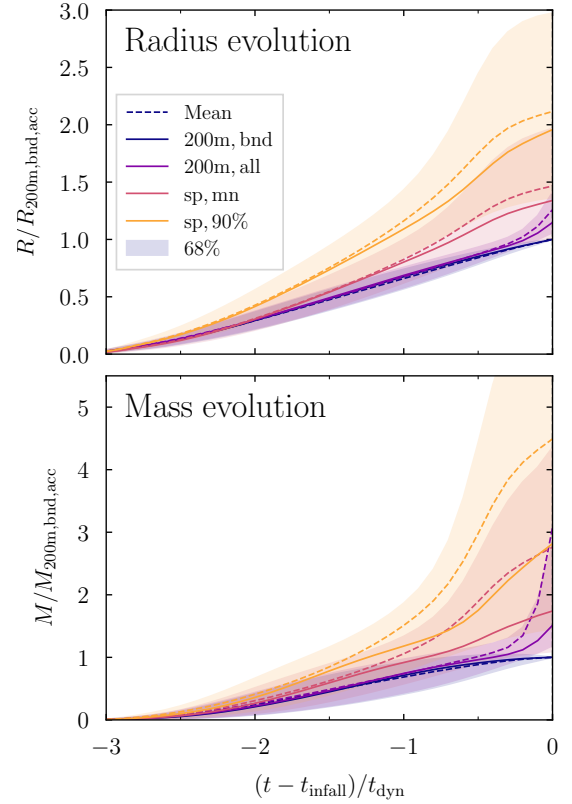 Radius evolution
R/R200m,bnd,acc
3.0
2.5
2.0
1.5
1.0
0.5
0.0
Mean
200m, bnd
200m, all
sp, mn
sp, 90%
68%
Mass evolution
M/M200m,bnd,acc
5
4
3
2
1
0
−3
−2
−1
0
(t − tinfall)/tdyn